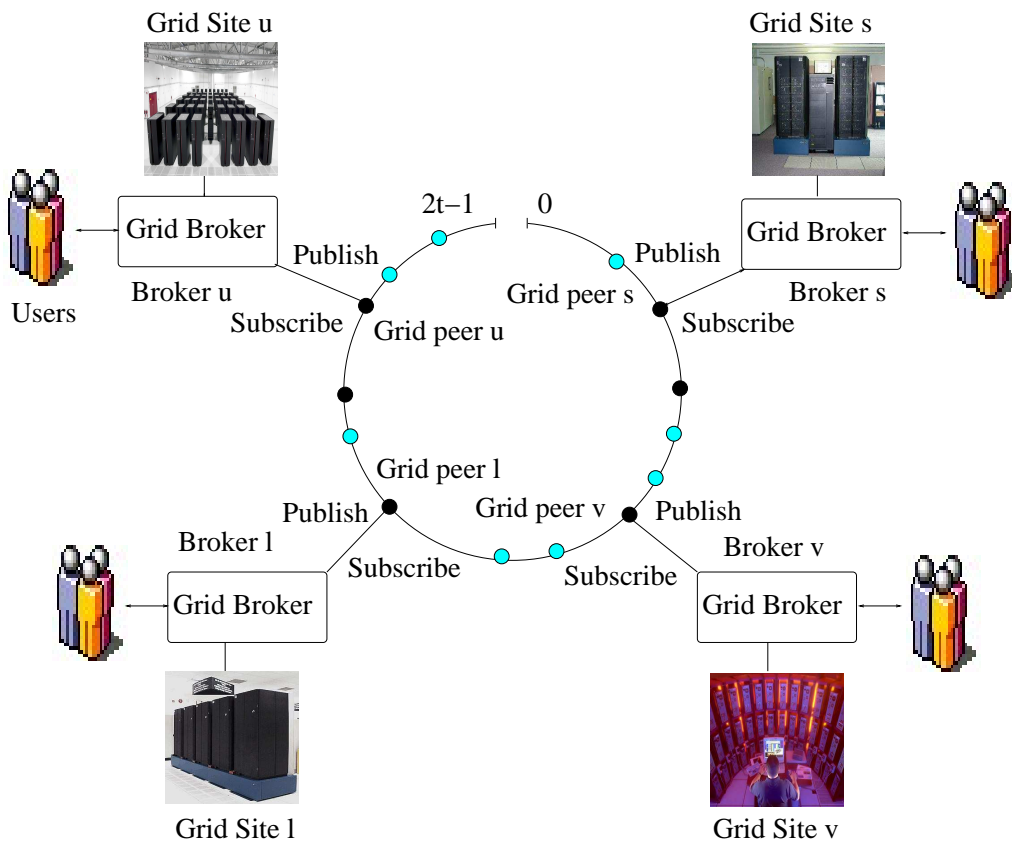 Grid Site u
Grid Site s
2t−1
0
Grid Broker
Publish
Publish
Grid Broker
Broker u
Grid peer s
Broker s
Users
Subscribe
Grid peer u
Subscribe
Grid peer l
Publish
Grid peer v
Publish
Broker l
Subscribe
Subscribe
Broker v
Grid Broker
Grid Broker
Grid Site l
Grid Site v